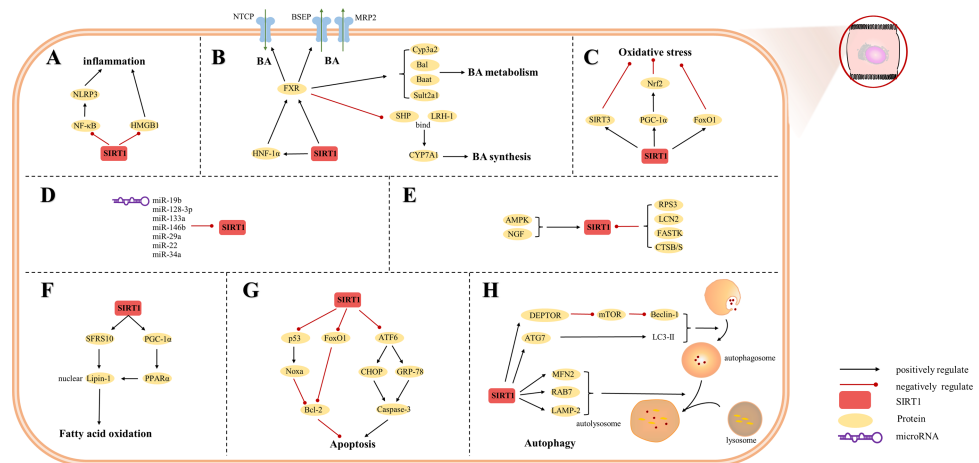 NTCP
BSEP
MRP2
A
inflammation
NLRP3
NF-κB
HMGB1
SIRT1
B
BA
BA
FXR
Cyp3a2
Bal
Baat
Sult2a1
BA metabolism
SHP
LRH-1
bind
CYP7A1
BA synthesis
HNF-1α
SIRT1
C
Oxidative stress
Nrf2
SIRT3
PGC-1α
FoxO1
SIRT1
D
miR-19b
miR-128-3p
miR-133a
miR-146b
miR-29a
miR-22
miR-34a
SIRT1
E
AMPK
NGF
SIRT1
RPS3
LCN2
FASTK
CTSB/S
F
SIRT1
SFRS10
PGC-1α
nuclear
Lipin-1
PPARα
Fatty acid oxidation
G
SIRT1
p53
FoxO1
ATF6
Noxa
CHOP
GRP-78
Bcl-2
Caspase-3
Apoptosis
H
DEPTOR
mTOR
Beclin-1
ATG7
LC3-II
autophagosome
SIRT1
MFN2
RAB7
LAMP-2
autolysosome
lysosome
Autophagy
positively regulate
negatively regulate
SIRT1
Protein
microRNA